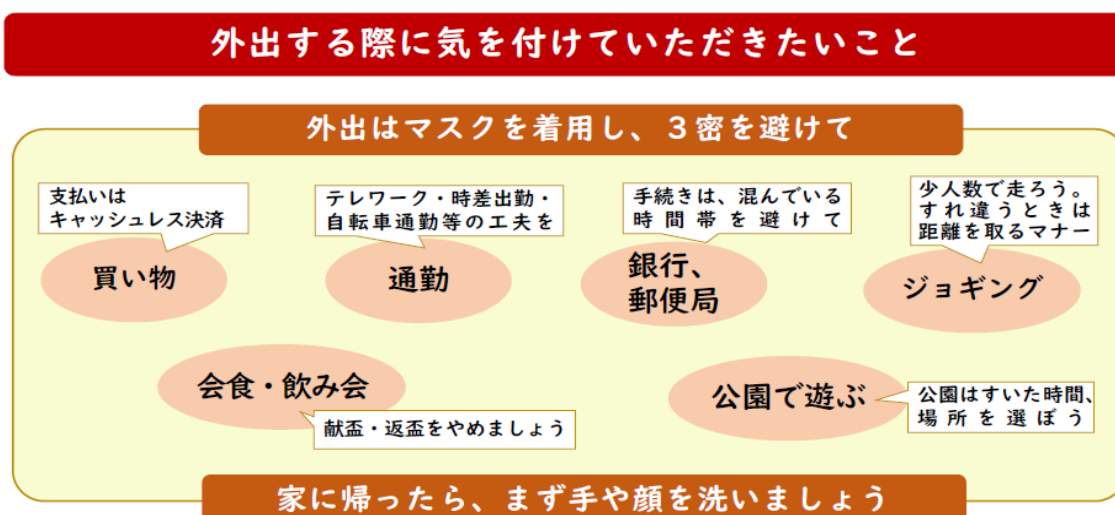 外出する際に気を付けていただきたいこと
外出はマスクを着用し、３密を避けて
支払いは
キャッシュレス決済
買い物
テレワーク・時差出勤・
自転車通勤等の工夫を
通勤
手続きは、混んでいる
時間帯を避けて
銀行、
郵便局
少人数で走ろう。
すれ違うときは
距離を取るマナー
ジョギング
会食・飲み会
献盃・返盃をやめましょう
公園で遊ぶ
公園はすいた時間、
場所を選ぼう
家に帰ったら、まず手や顔を洗いましょう